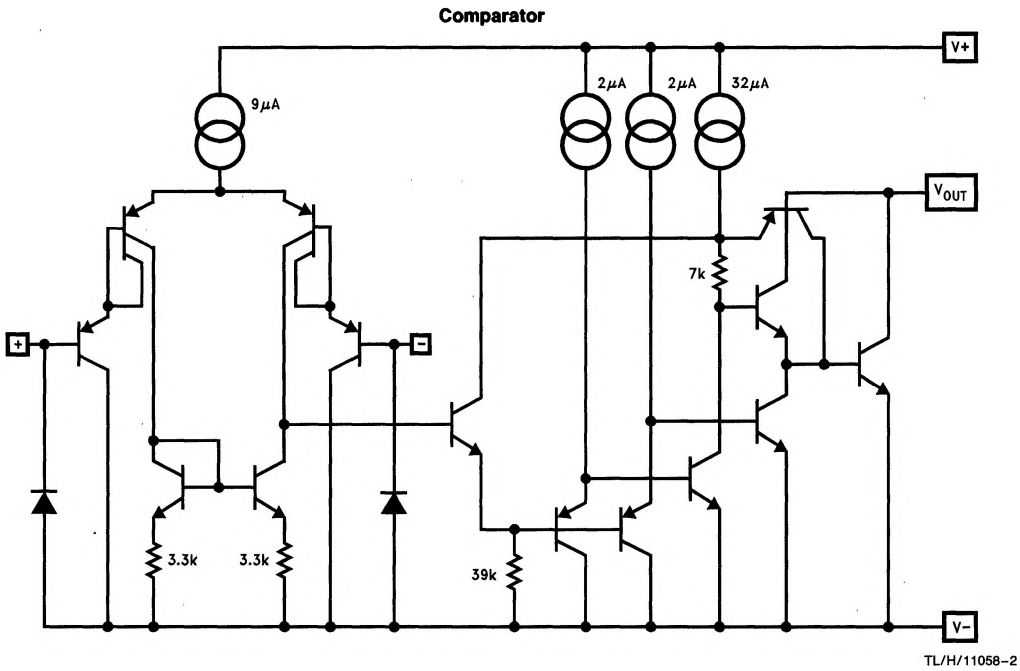 Comparator
V+
9μA
2μA
2μA
32μA
VOUT
7k
+
-
3.3k
3.3k
39k
V-
TL/H/11058-2